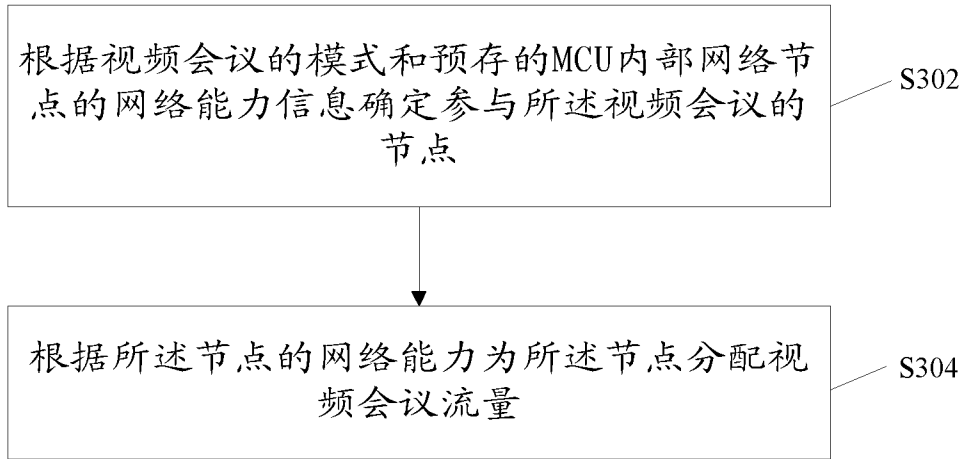 根据视频会议的模式和预存的MCU内部网络节
点的网络能力信息确定参与所述视频会议的
节点
S302
根据所述节点的网络能力为所述节点分配视
频会议流量
S304